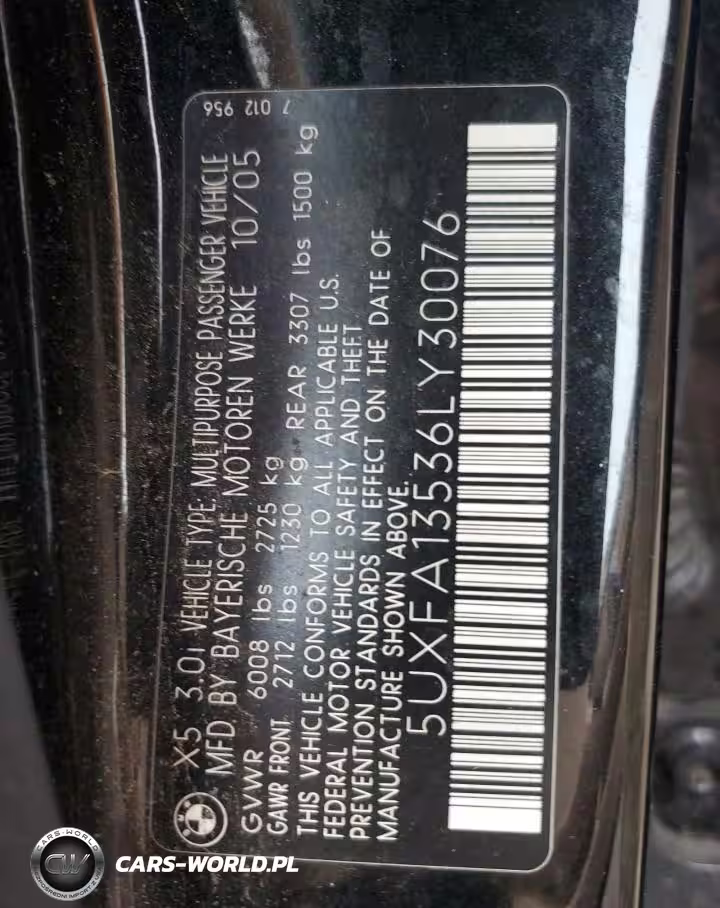 7 012 956
X5 3.0i VEHICLE TYPE: MULTIPURPOSE PASSENGER VEHICLE
MFD BY BAYERISCHE MOTOREN WERKE 10/05
GVWR 6008 lbs 2725 kg
GAWR FRONT 2712 lbs 1230 kg REAR 3307 lbs 1500 kg
THIS VEHICLE CONFORMS TO ALL APPLICABLE U.S.
FEDERAL MOTOR VEHICLE SAFETY AND THEFT
PREVENTION STANDARDS IN EFFECT ON THE DATE OF
MANUFACTURE SHOWN ABOVE.
5UXFA13536LY30076
CARS-WORLD
CW
CARS-WORLD.PL